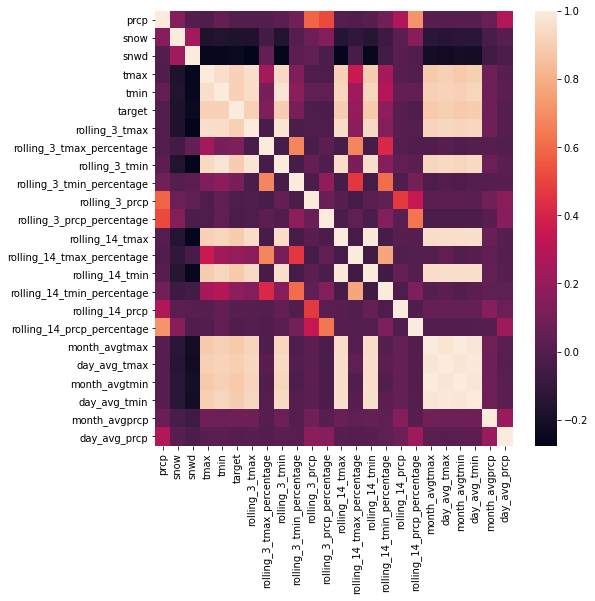 prcp
snow
snwd
tmax
tmin
target
rolling_3_tmax
rolling_3_tmax_percentage
rolling_3_tmin
rolling_3_tmin_percentage
rolling_3_prcp
rolling_3_prcp_percentage
rolling_14_tmax
rolling_14_tmax_percentage
rolling_14_tmin
rolling_14_tmin_percentage
rolling_14_prcp
rolling_14_prcp_percentage
month_avgtmax
day_avg_tmax
month_avgtmin
day_avg_tmin
month_avgprcp
day_avg_prcp
prcp
snow
snwd
tmax
tmin
target
rolling_3_tmax
rolling_3_tmax_percentage
rolling_3_tmin
rolling_3_tmin_percentage
rolling_3_prcp
rolling_3_prcp_percentage
rolling_14_tmax
rolling_14_tmax_percentage
rolling_14_tmin
rolling_14_tmin_percentage
rolling_14_prcp
rolling_14_prcp_percentage
month_avgtmax
day_avg_tmax
month_avgtmin
day_avg_tmin
month_avgprcp
day_avg_prcp
1.0
0.8
0.6
0.4
0.2
0.0
−0.2